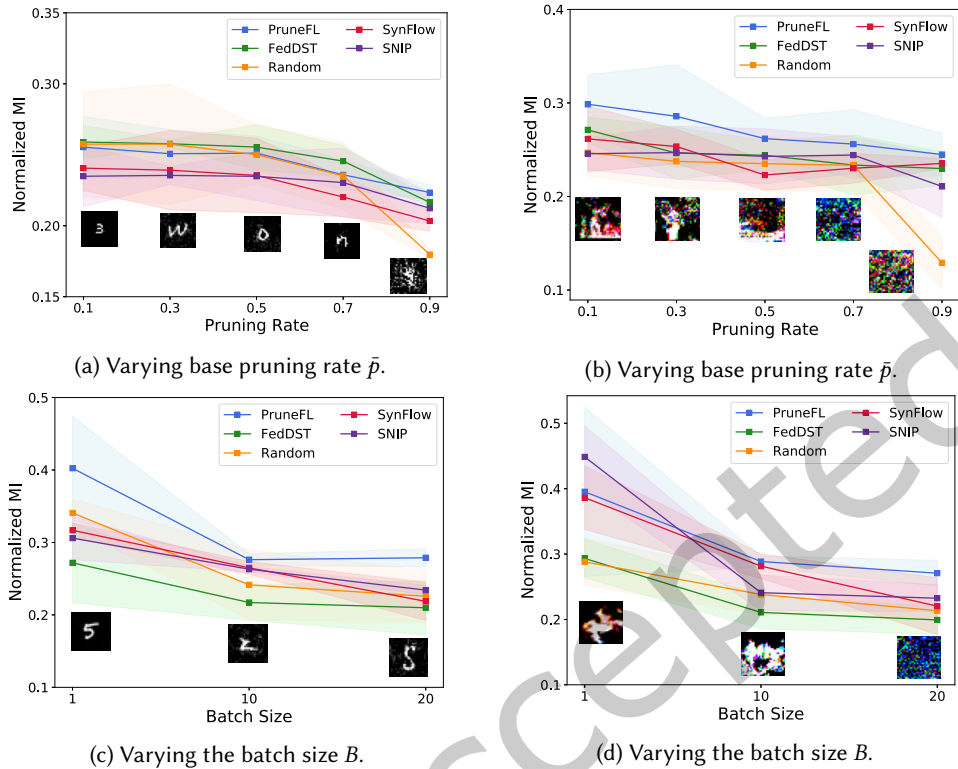 0.35
0.30
0.25
0.20
0.15
Normalized MI
PruneFL
FedDST
Random
SynFlow
SNIP
0.1 0.3 0.5 0.7 0.9
Pruning Rate
(a) Varying base pruning rate p̄.
0.4
0.3
0.2
0.1
Normalized MI
PruneFL
FedDST
Random
SynFlow
SNIP
0.1 0.3 0.5 0.7 0.9
Pruning Rate
(b) Varying base pruning rate p̄.
0.5
0.4
0.3
0.2
0.1
Normalized MI
PruneFL
FedDST
Random
SynFlow
SNIP
5
1 10 20
Batch Size
(c) Varying the batch size B.
0.5
0.4
0.3
0.2
0.1
Normalized MI
PruneFL
FedDST
Random
SynFlow
SNIP
1 10 20
Batch Size
(d) Varying the batch size B.
ccepted